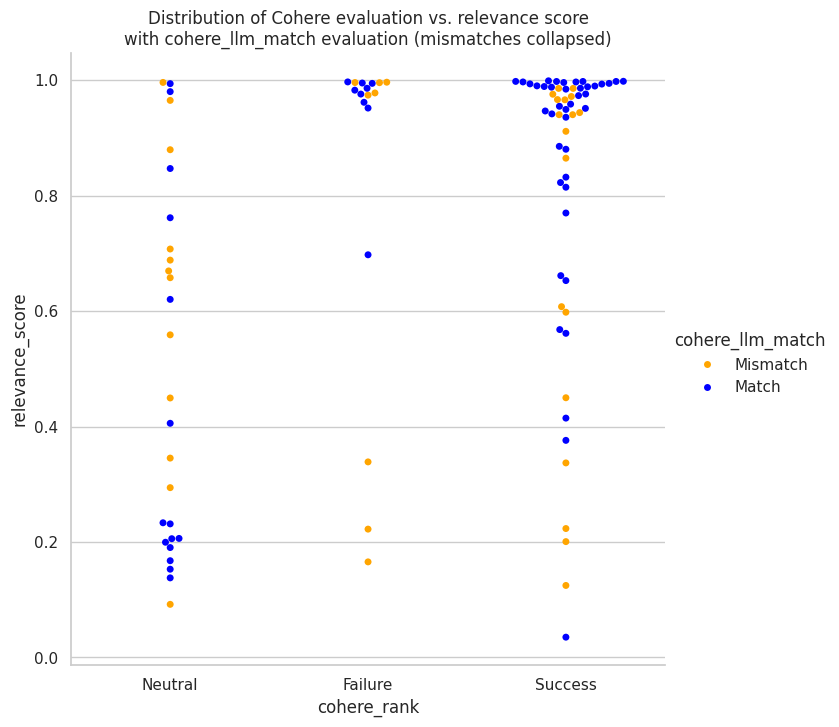 Distribution of Cohere evaluation vs. relevance score
with cohere_llm_match evaluation (mismatches collapsed)
1.0
0.8
0.6
0.4
0.2
0.0
relevance_score
Neutral
Failure
Success
cohere_rank
cohere_llm_match
Mismatch
Match